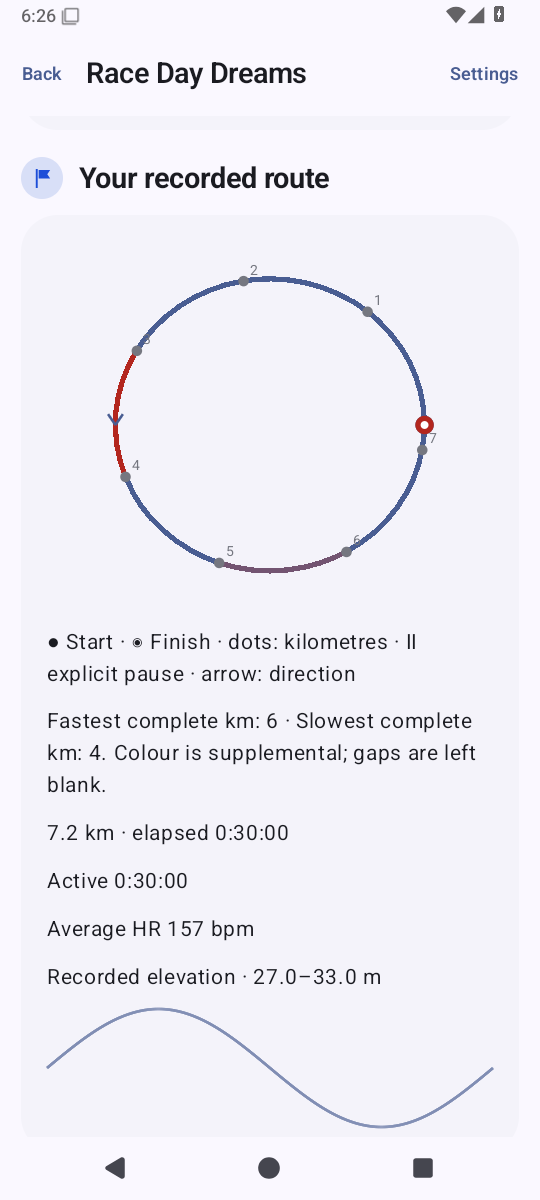 6:26
Back Race Day Dreams Settings
Your recorded route
2
1
3
7
4
6
5
● Start · ◉ Finish · dots: kilometres · II
explicit pause · arrow: direction
Fastest complete km: 6 · Slowest complete
km: 4. Colour is supplemental; gaps are left
blank.
7.2 km · elapsed 0:30:00
Active 0:30:00
Average HR 157 bpm
Recorded elevation · 27.0–33.0 m